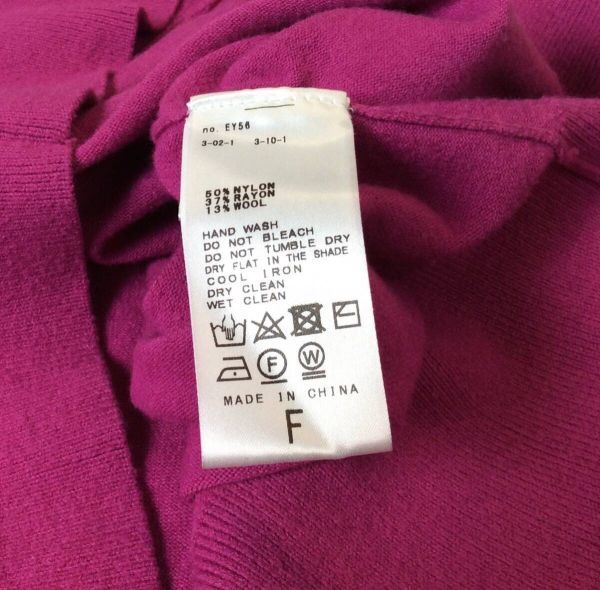 no. EY56
3-02-1 3-10-1
50% NYLON
37% RAYON
13% WOOL
HAND WASH
DO NOT BLEACH
DO NOT TUMBLE DRY
DRY FLAT IN THE SHADE
COOL IRON
DRY CLEAN
WET CLEAN
F W
MADE IN CHINA
F